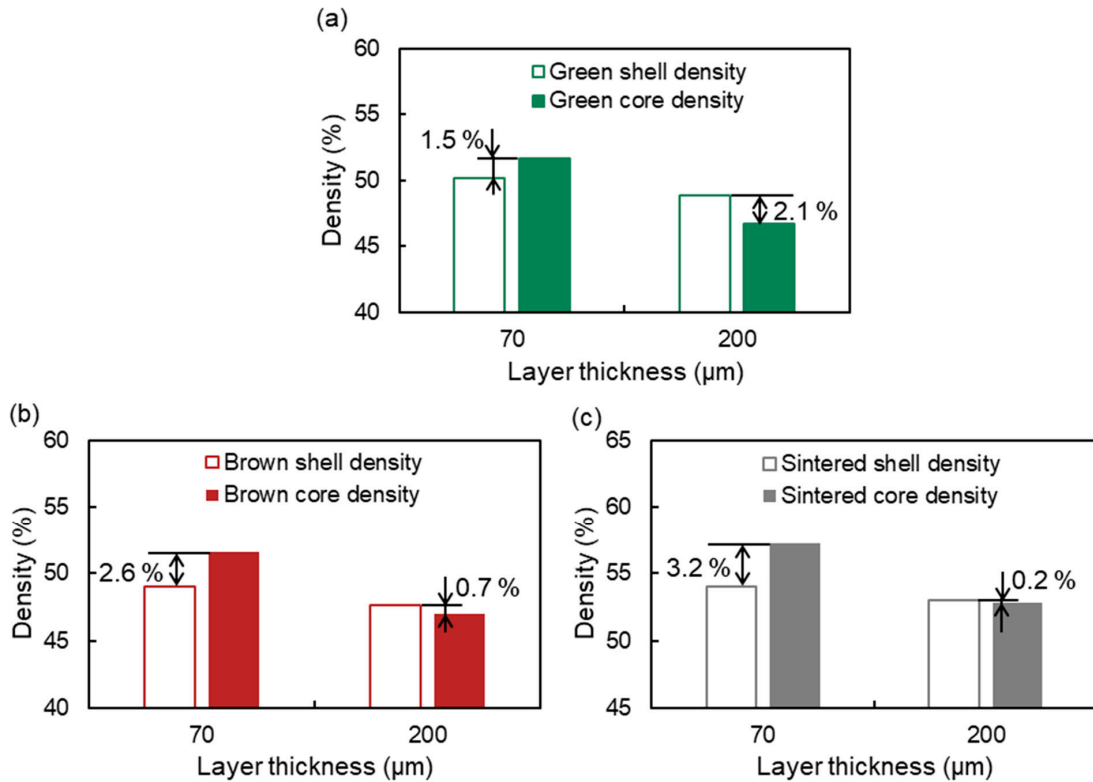 (a)
60
55
50
45
40
Density (%)
Green shell density
Green core density
1.5 %
2.1 %
70
200
Layer thickness (µm)
(b)
60
55
50
45
40
Density (%)
Brown shell density
Brown core density
2.6 %
0.7 %
70
200
Layer thickness (µm)
(c)
65
60
55
50
45
Density (%)
Sintered shell density
Sintered core density
3.2 %
0.2 %
70
200
Layer thickness (µm)